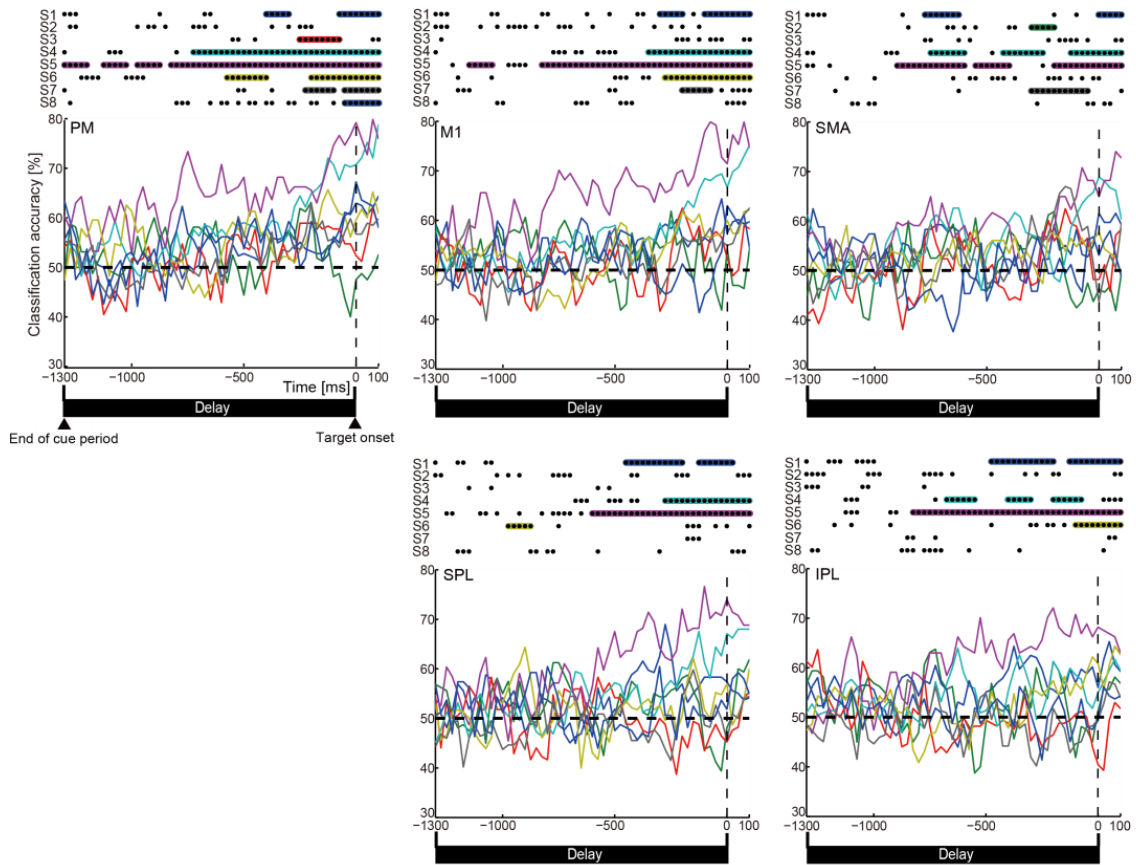 S1
S2
S3
S4
S5
S6
S7
S8
PM
Classification accuracy [%]
80
70
60
50
40
30
−1300
−1000
−500
0
100
Time [ms]
Delay
End of cue period
Target onset
S1
S2
S3
S4
S5
S6
S7
S8
M1
80
70
60
50
40
30
−1300
−1000
−500
0
100
Delay
S1
S2
S3
S4
S5
S6
S7
S8
SMA
80
70
60
50
40
30
−1300
−1000
−500
0
100
Delay
S1
S2
S3
S4
S5
S6
S7
S8
SPL
80
70
60
50
40
30
−1300
−1000
−500
0
100
Delay
S1
S2
S3
S4
S5
S6
S7
S8
IPL
80
70
60
50
40
30
−1300
−1000
−500
0
100
Delay